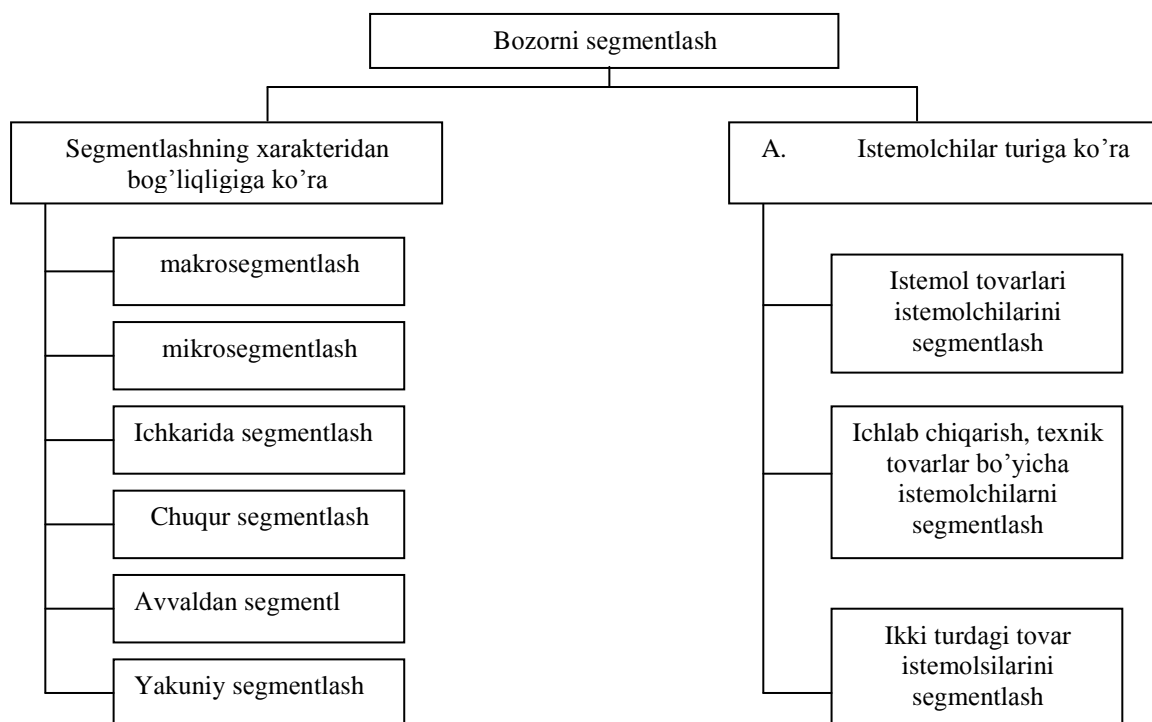 Bozorni segmentlash
Segmentlashning xarakteridan
bog’liqligiga ko’ra
makrosegmentlash
mikrosegmentlash
Ichkarida segmentlash
Chuqur segmentlash
Avvaldan segmentl
Yakuniy segmentlash
A. Istemolchilar turiga ko’ra
Istemol tovarlari
istemolchilarini
segmentlash
Ichlab chiqarish, texnik
tovarlar bo’yicha
istemolchilarni
segmentlash
Ikki turdagi tovar
istemolsilarini
segmentlash